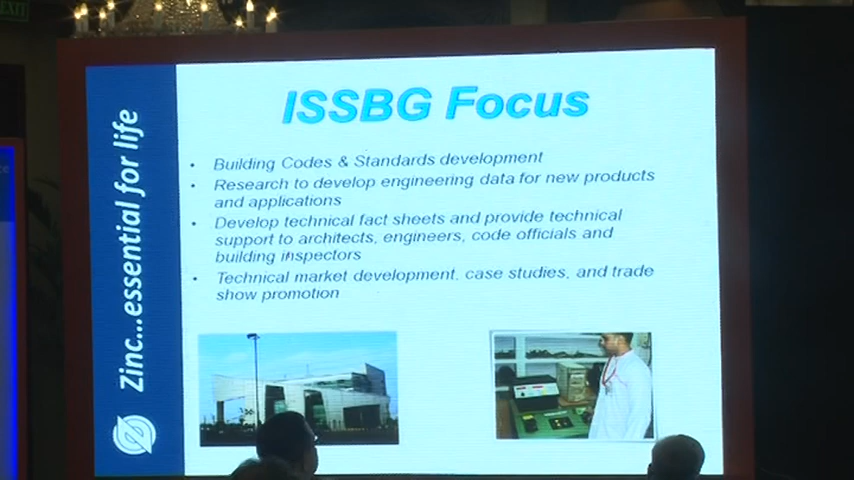 EXIT
ISSBG Focus
• Building Codes & Standards development
• Research to develop engineering data for new products
and applications
• Develop technical fact sheets and provide technical
support to architects, engineers, code officials and
building inspectors
• Technical market development, case studies, and trade
show promotion
Zinc...essential for life